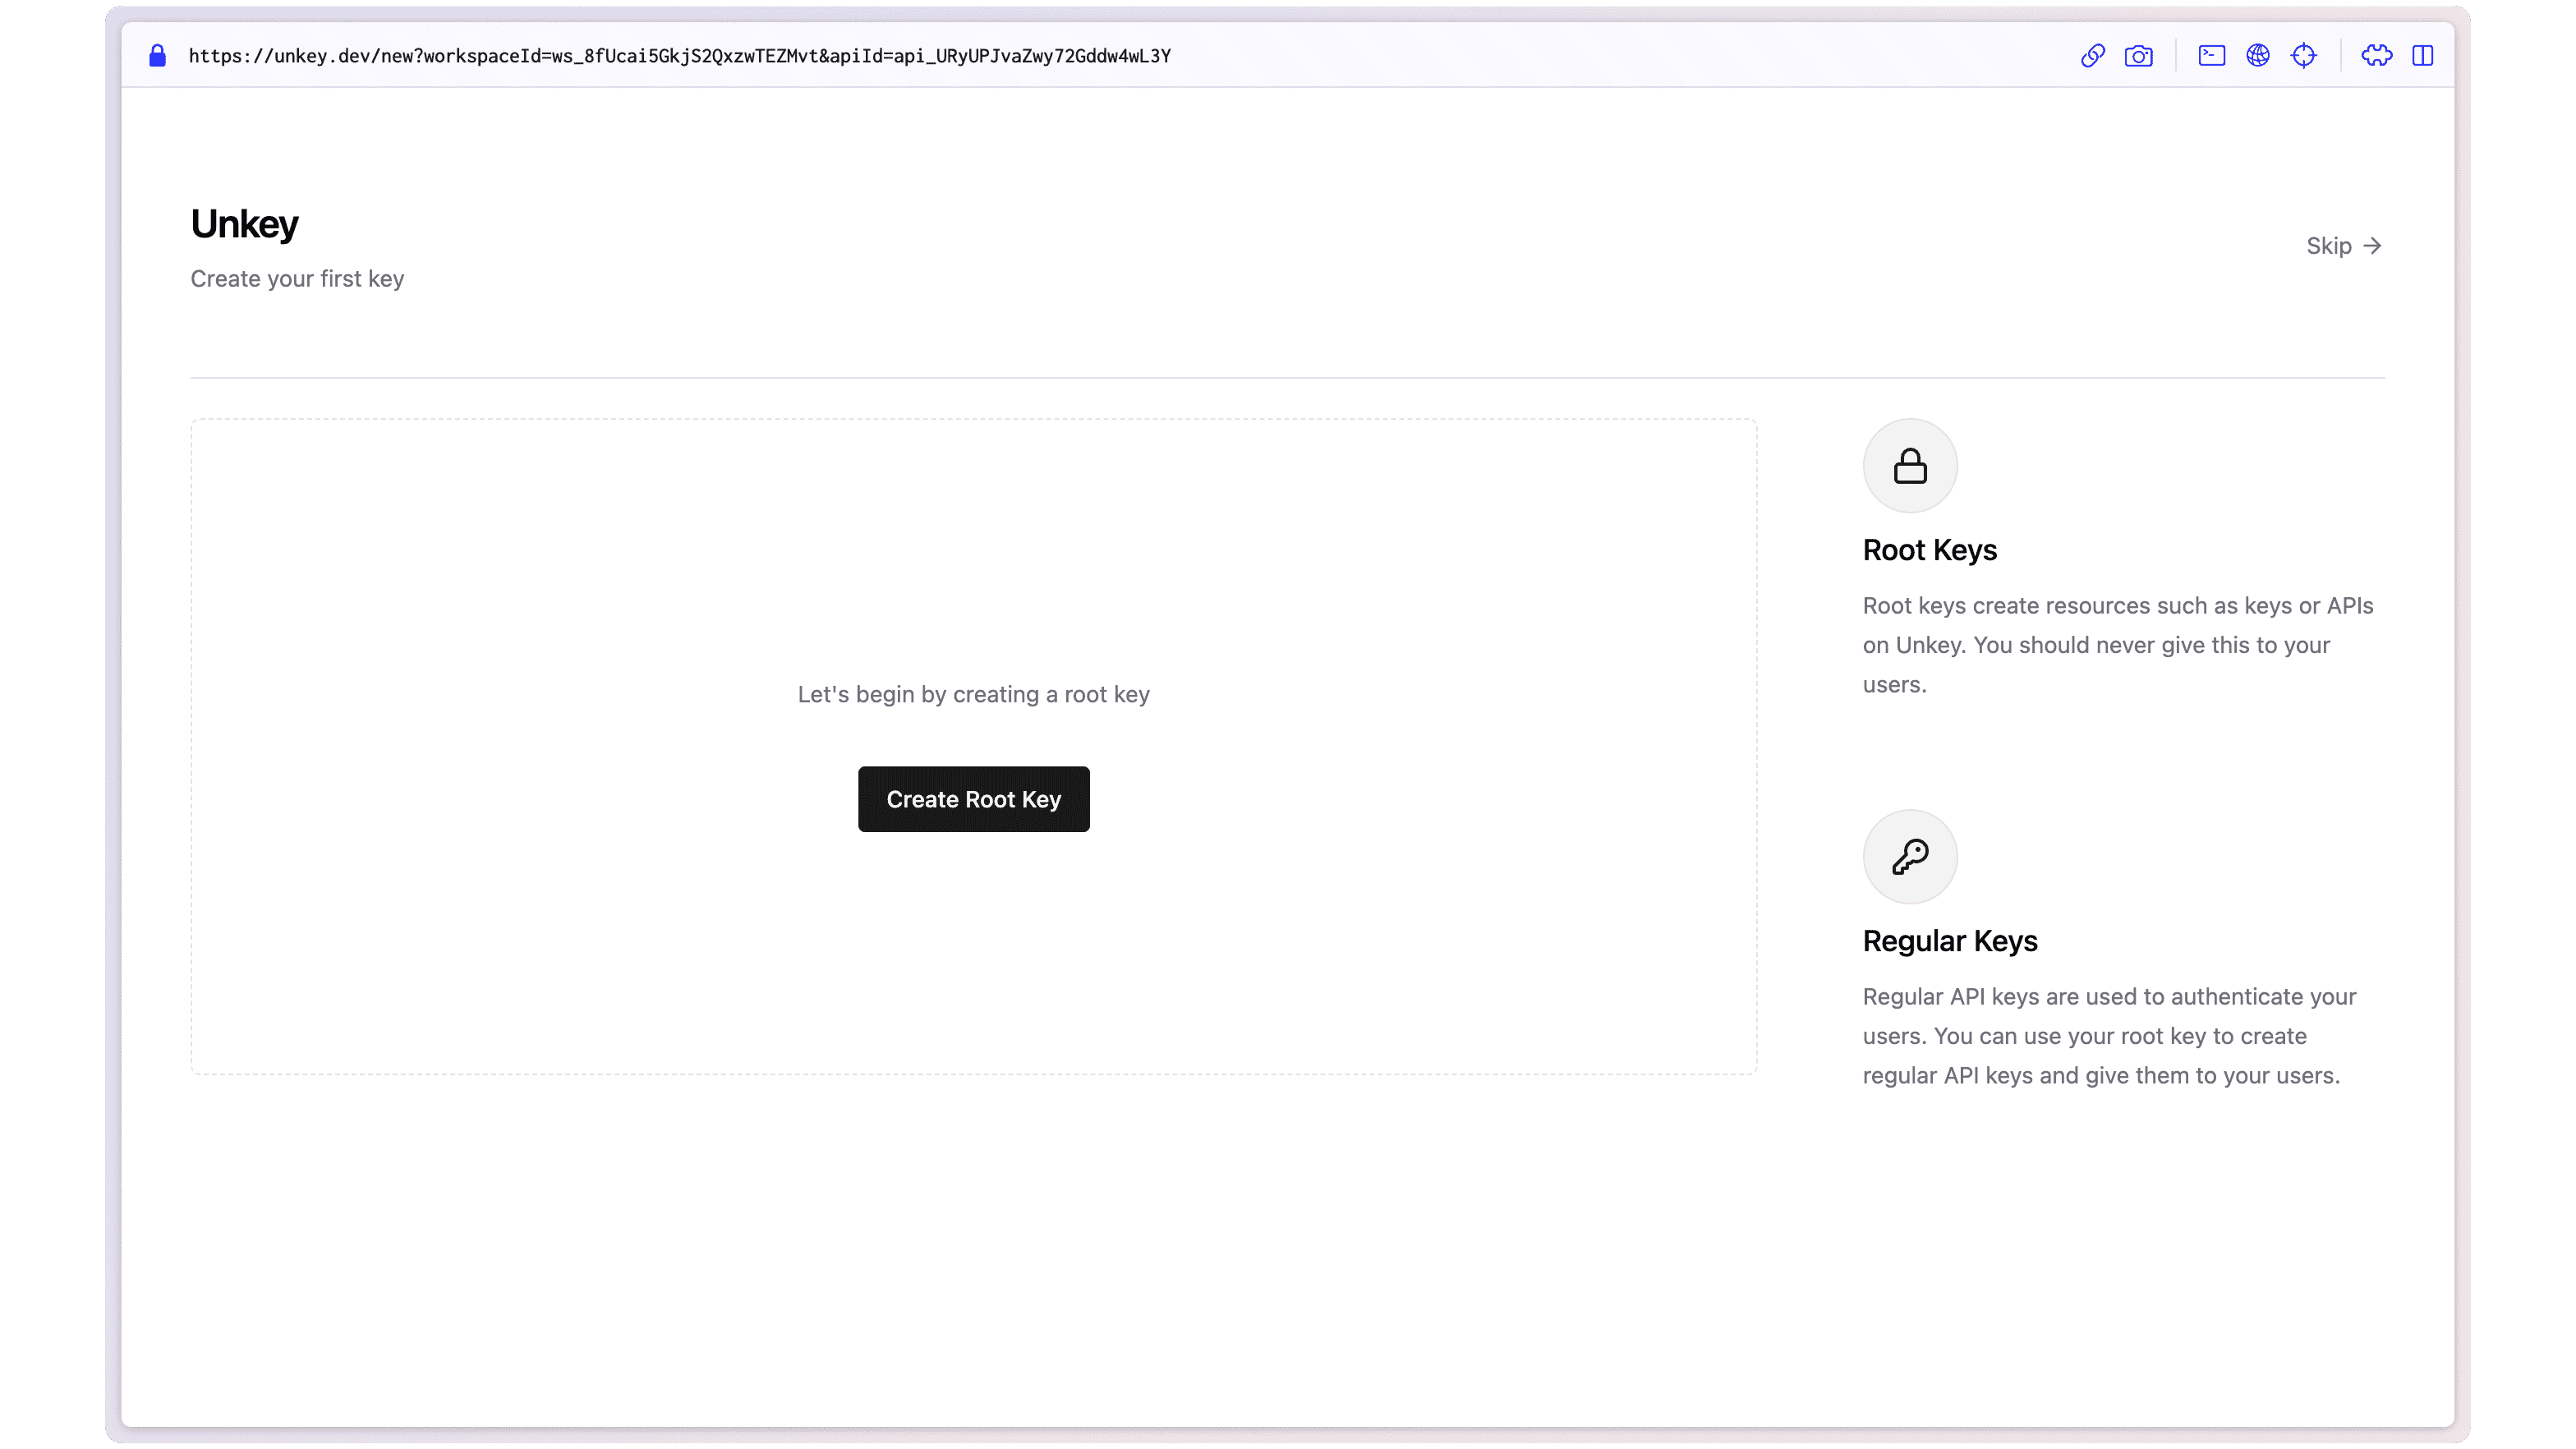 https://unkey.dev/new?workspaceId=ws_8fUcai5GkjS2QxzwTEZMvt&apiId=api_URyUPJvaZwy72Gddw4wL3Y
Unkey
Create your first key
Skip →
Let's begin by creating a root key
Create Root Key
Root Keys
Root keys create resources such as keys or APIs
on Unkey. You should never give this to your
users.
Regular Keys
Regular API keys are used to authenticate your
users. You can use your root key to create
regular API keys and give them to your users.